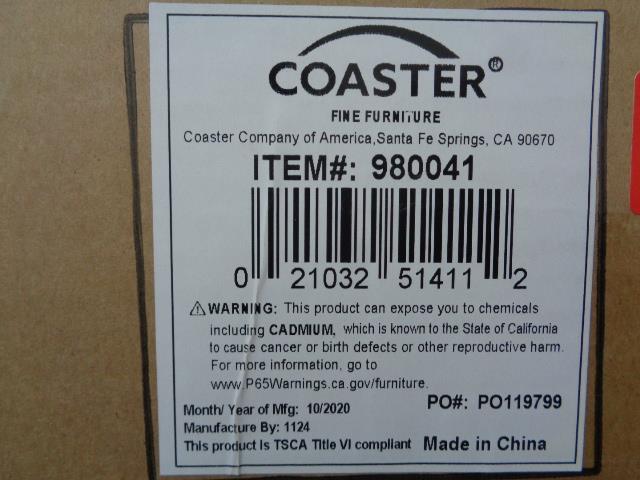 COASTER®
FINE FURNITURE
Coaster Company of America,Santa Fe Springs, CA 90670
ITEM#: 980041
0 21032 51411 2
⚠WARNING: This product can expose you to chemicals
including CADMIUM, which is known to the State of California
to cause cancer or birth defects or other reproductive harm.
For more information, go to
www.P65Warnings.ca.gov/furniture.
Month/ Year of Mfg: 10/2020
PO#: PO119799
Manufacture By: 1124
This product is TSCA Title VI compliant
Made in China